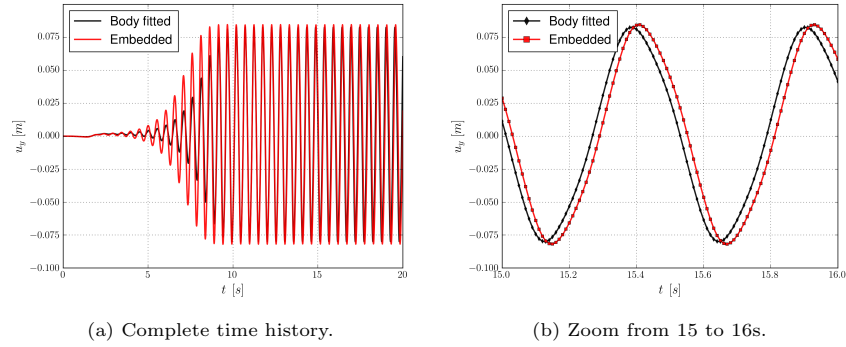 Body fitted
Embedded
0.075
0.050
0.025
0.000
−0.025
−0.050
−0.075
−0.100
u_y [m]
0
5
10
15
20
t [s]
(a) Complete time history.
Body fitted
Embedded
0.075
0.050
0.025
0.000
−0.025
−0.050
−0.075
−0.100
u_y [m]
15.0
15.2
15.4
15.6
15.8
16.0
t [s]
(b) Zoom from 15 to 16s.